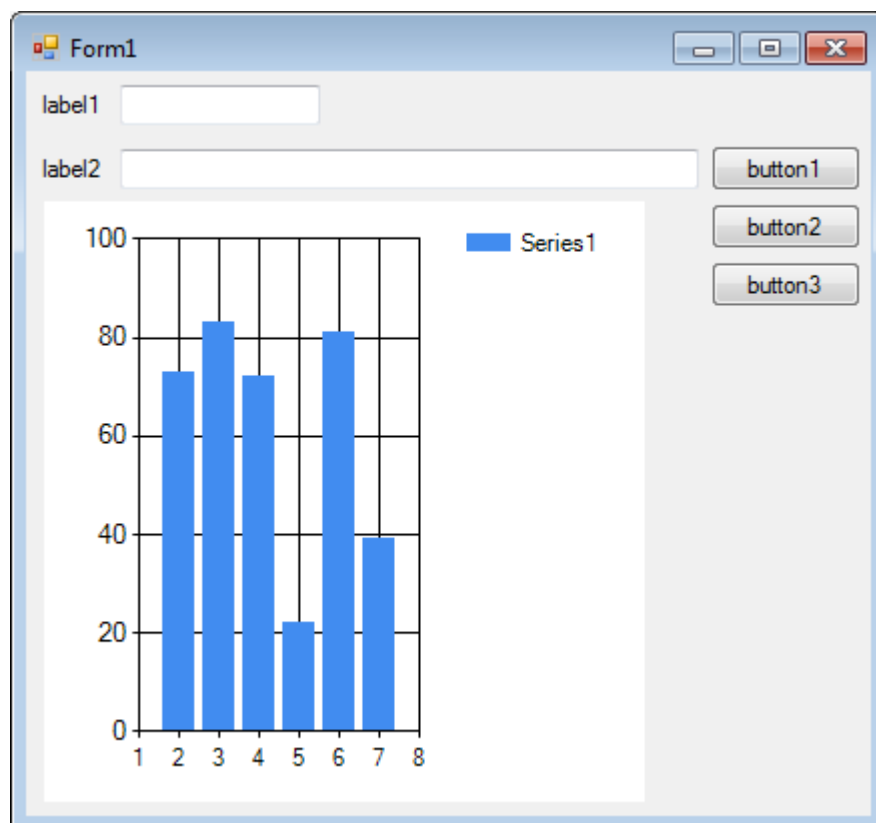 Form1
label1
label2
button1
button2
button3
Series1
100
80
60
40
20
0
1 2 3 4 5 6 7 8